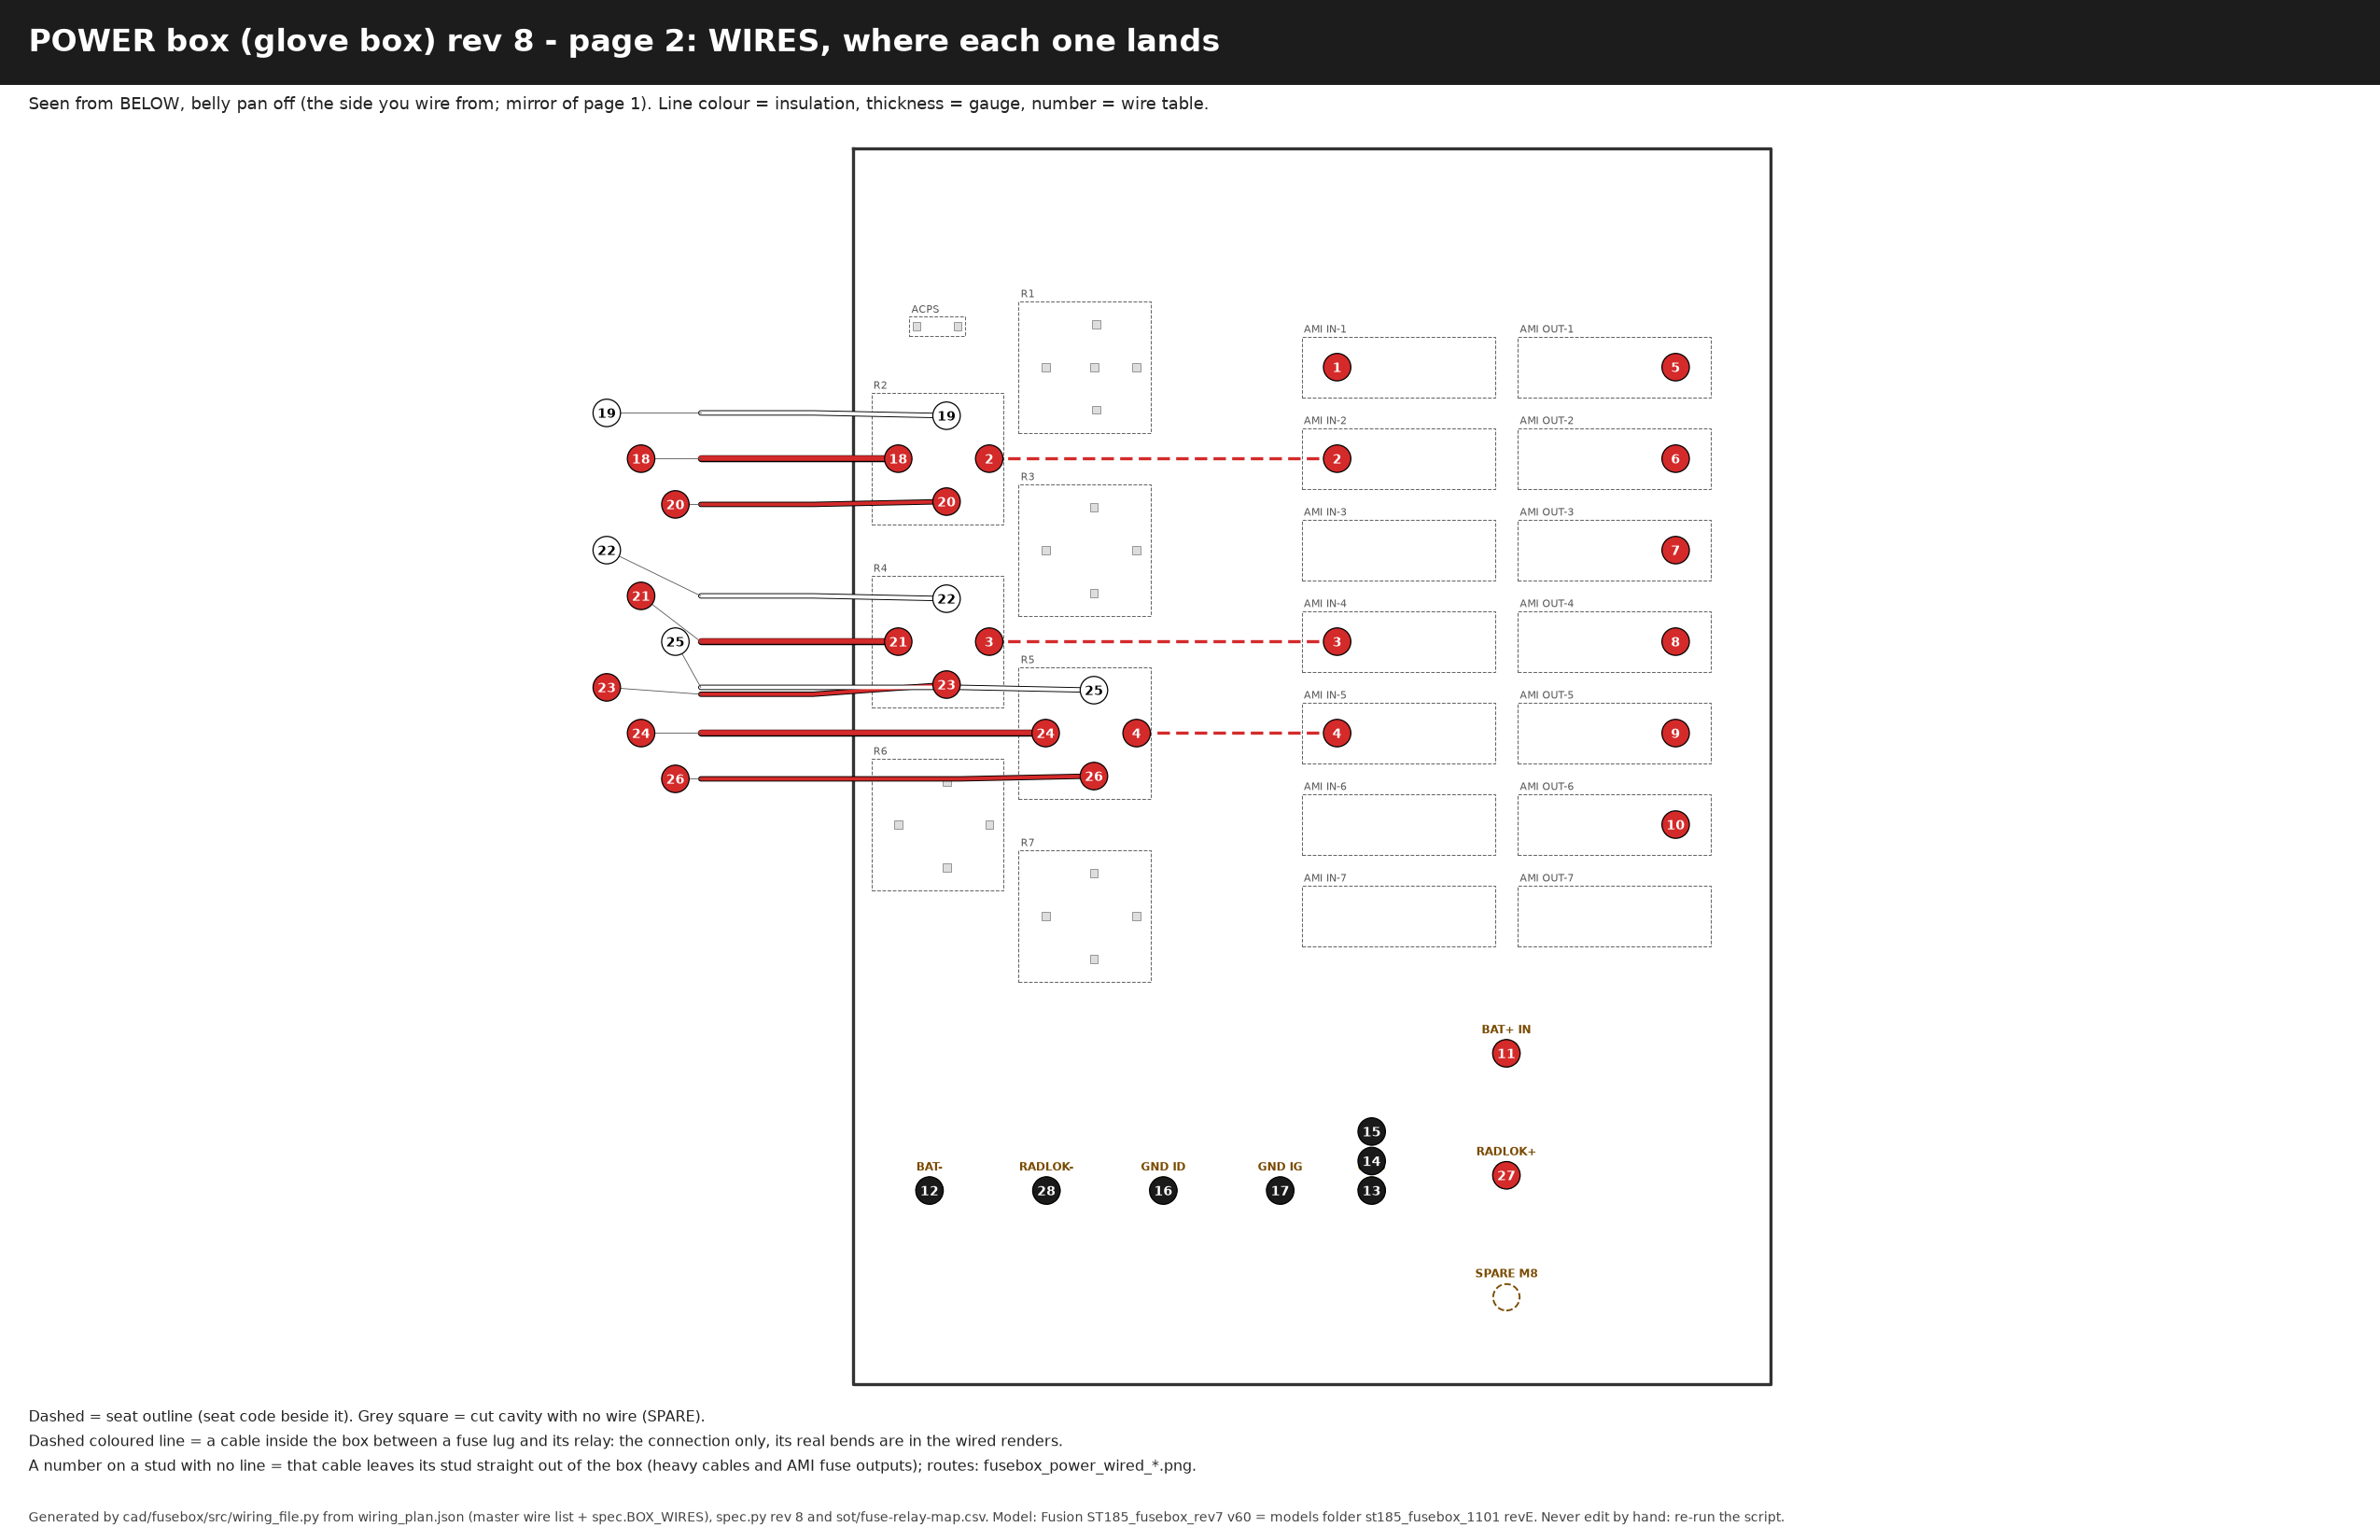 POWER box (glove box) rev 8 - page 2: WIRES, where each one lands
Seen from BELOW, belly pan off (the side you wire from; mirror of page 1). Line colour = insulation, thickness = gauge, number = wire table.
R1
ACPS
AMI IN-1
AMI OUT-1
1
5
R2
19
19
AMI IN-2
AMI OUT-2
18
18
2
2
6
R3
20
20
AMI IN-3
AMI OUT-3
22
7
R4
21
22
AMI IN-4
AMI OUT-4
25
21
3
3
8
R5
23
23
25
AMI IN-5
AMI OUT-5
24
24
4
4
9
R6
26
26
AMI IN-6
AMI OUT-6
10
R7
AMI IN-7
AMI OUT-7
BAT+ IN
11
15
RADLOK+
14
27
BAT-
RADLOK-
GND ID
GND IG
12
28
16
17
13
SPARE M8
Dashed = seat outline (seat code beside it). Grey square = cut cavity with no wire (SPARE).
Dashed coloured line = a cable inside the box between a fuse lug and its relay: the connection only, its real bends are in the wired renders.
A number on a stud with no line = that cable leaves its stud straight out of the box (heavy cables and AMI fuse outputs); routes: fusebox_power_wired_*.png.
Generated by cad/fusebox/src/wiring_file.py from wiring_plan.json (master wire list + spec.BOX_WIRES), spec.py rev 8 and sot/fuse-relay-map.csv. Model: Fusion ST185_fusebox_rev7 v60 = models folder st185_fusebox_1101 revE. Never edit by hand: re-run the script.